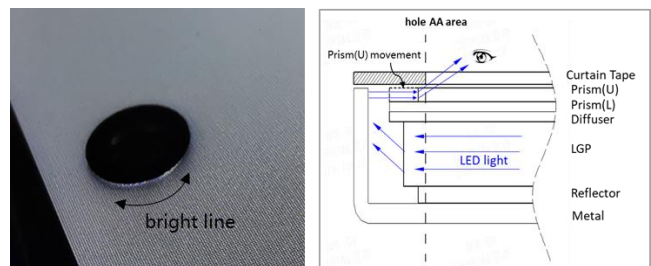 bright line
hole AA area
Prism(U) movement
Curtain Tape
Prism(U)
Prism(L)
Diffuser
LGP
LED light
Reflector
Metal